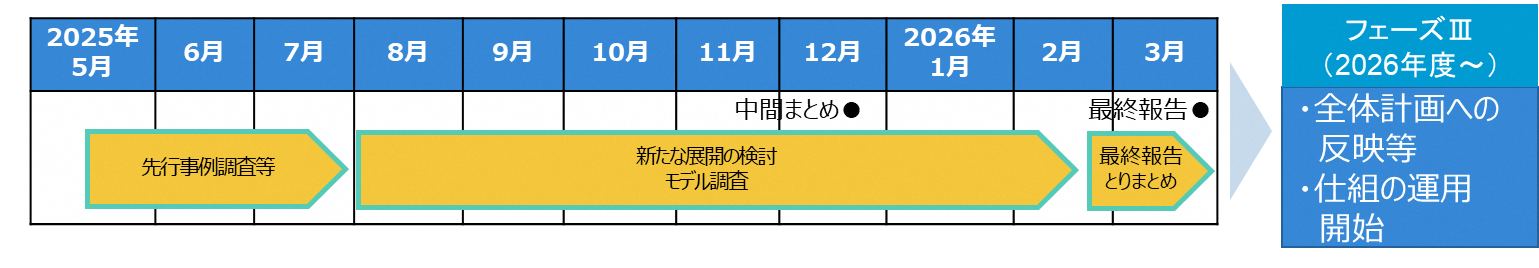 2025年
5月
6月
7月
8月
9月
10月
11月
12月
2026年
1月
2月
3月
中間まとめ●
最終報告●
先行事例調査等
新たな展開の検討
モデル調査
最終報告
とりまとめ
フェーズⅢ
（2026年度～）
・全体計画への
反映等
・仕組の運用
開始